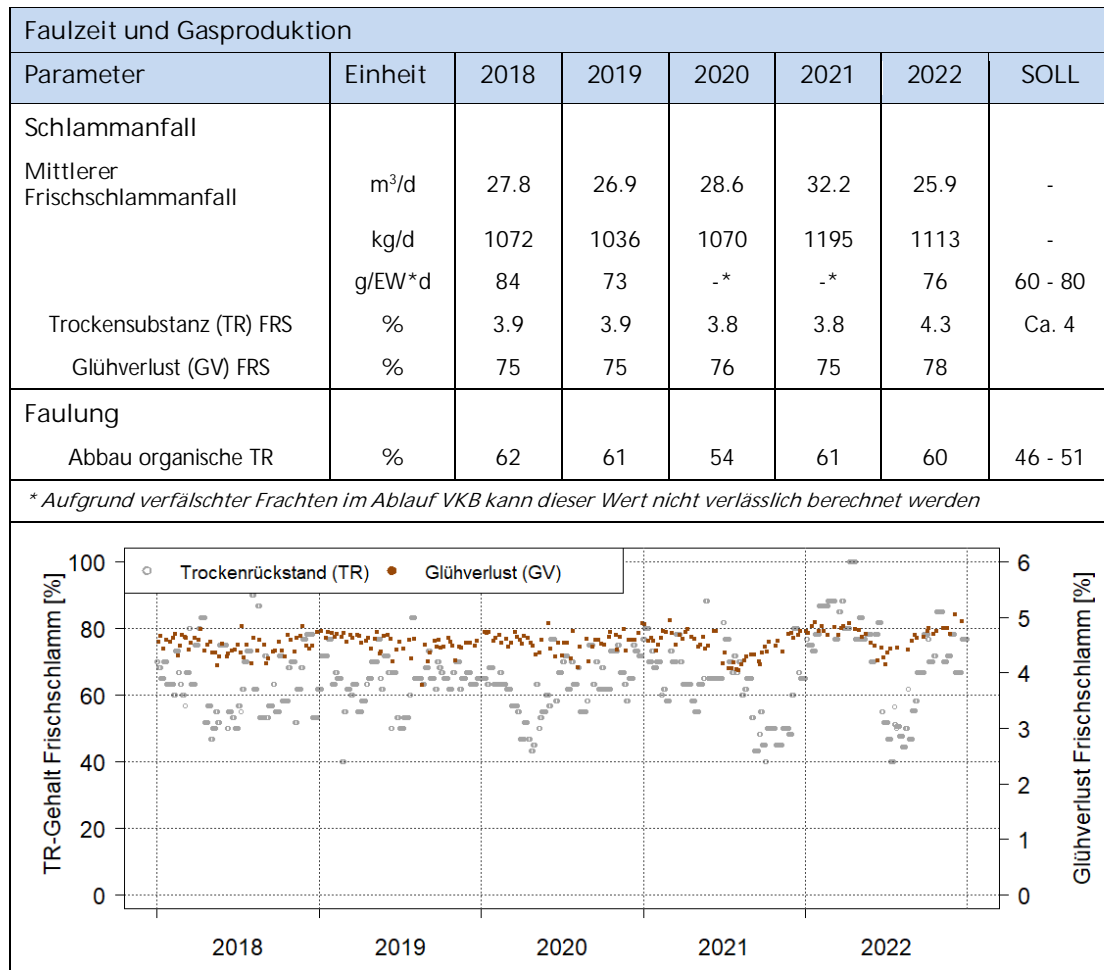 Faulzeit und Gasproduktion
Parameter Einheit 2018 2019 2020 2021 2022 SOLL
Schlammanfall
Mittlerer
Frischschlammanfall m³/d 27.8 26.9 28.6 32.2 25.9 -
kg/d 1072 1036 1070 1195 1113 -
g/EW*d 84 73 -* -* 76 60 - 80
Trockensubstanz (TR) FRS % 3.9 3.9 3.8 3.8 4.3 Ca. 4
Glühverlust (GV) FRS % 75 75 76 75 78
Faulung
Abbau organische TR % 62 61 54 61 60 46 - 51
* Aufgrund verfälschter Frachten im Ablauf VKB kann dieser Wert nicht verlässlich berechnet werden
Trockenrückstand (TR) Glühverlust (GV)
TR-Gehalt Frischschlamm [%]
100
80
60
40
20
0
6
5
4
3
2
1
0
Glühverlust Frischschlamm [%]
2018 2019 2020 2021 2022